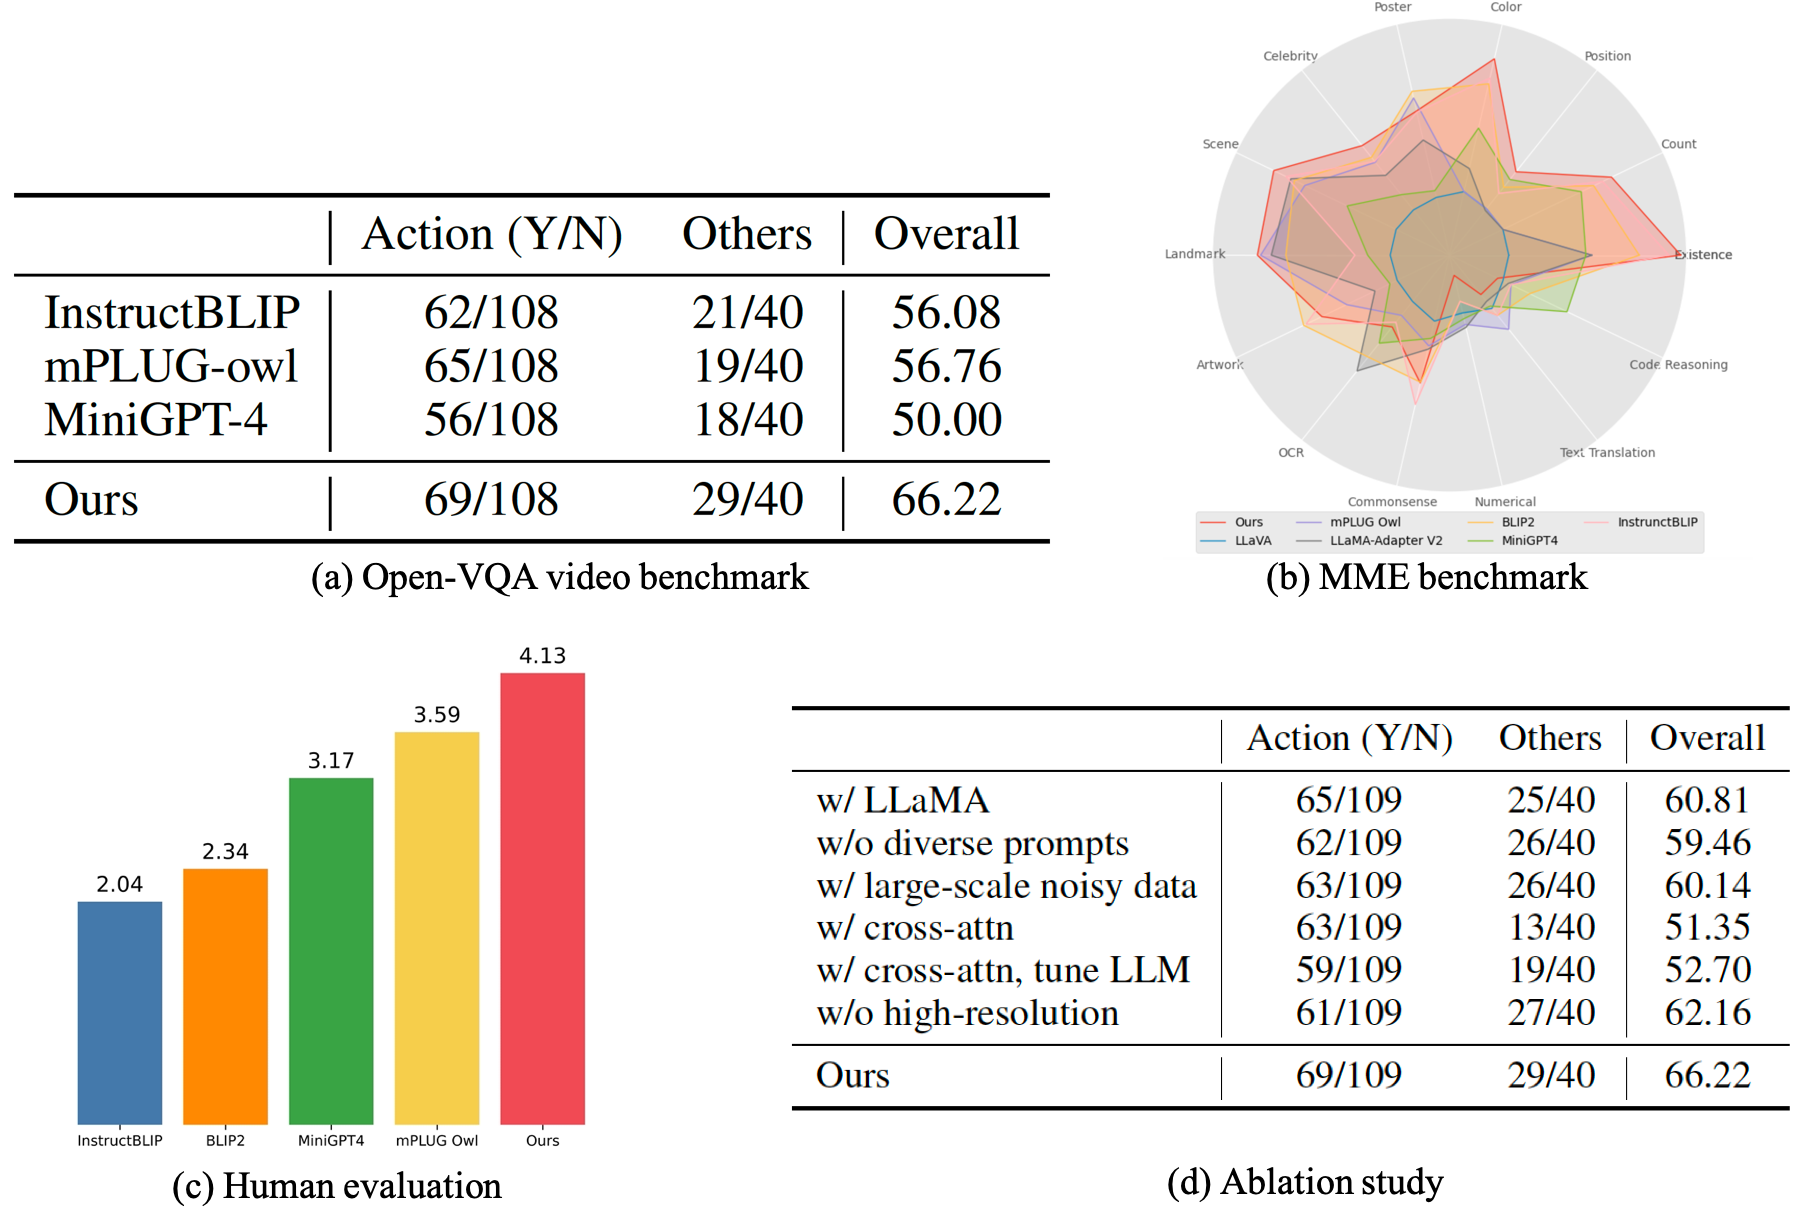 Action (Y/N) Others Overall
InstructBLIP 62/108 21/40 56.08
mPLUG-owl 65/108 19/40 56.76
MiniGPT-4 56/108 18/40 50.00
Ours 69/108 29/40 66.22
(a) Open-VQA video benchmark
Poster Color
Celebrity Position
Scene Count
Landmark Existence
Artwork Code Reasoning
OCR Text Translation
Commonsense Numerical
Ours mPLUG Owl BLIP2 InstrunctBLIP
LLaVA LLaMA-Adapter V2 MiniGPT4
(b) MME benchmark
4.13
3.59
3.17
2.34
2.04
InstructBLIP BLIP2 MiniGPT4 mPLUG Owl Ours
(c) Human evaluation
Action (Y/N) Others Overall
w/ LLaMA 65/109 25/40 60.81
w/o diverse prompts 62/109 26/40 59.46
w/ large-scale noisy data 63/109 26/40 60.14
w/ cross-attn 63/109 13/40 51.35
w/ cross-attn, tune LLM 59/109 19/40 52.70
w/o high-resolution 61/109 27/40 62.16
Ours 69/109 29/40 66.22
(d) Ablation study